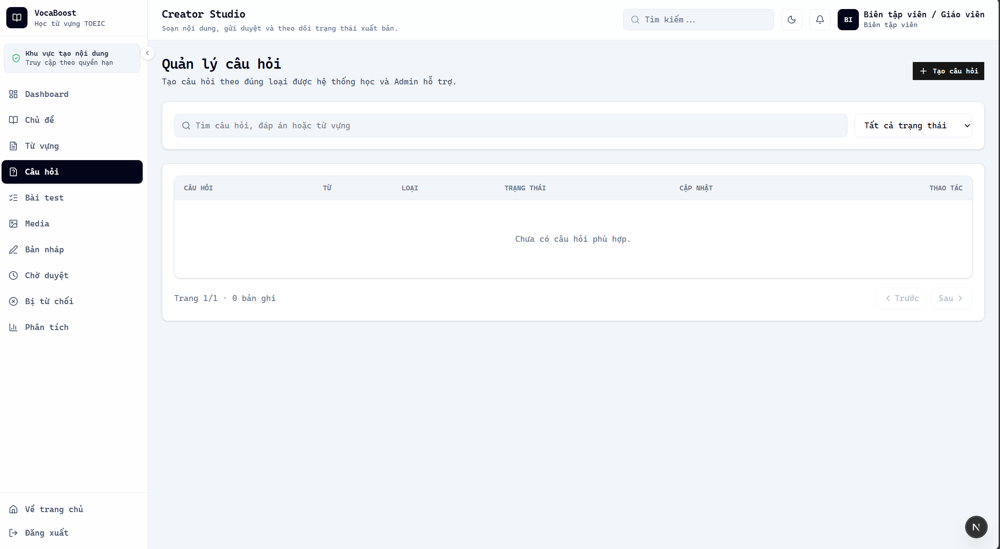 VocaBoost
Học từ vựng TOEIC
Khu vực tạo nội dung
Truy cập theo quyền hạn
Dashboard
Chủ đề
Từ vựng
Câu hỏi
Bài test
Media
Bản nháp
Chờ duyệt
Bị từ chối
Phân tích
Về trang chủ
Đăng xuất
Creator Studio
Soạn nội dung, gửi duyệt và theo dõi trạng thái xuất bản.
Tìm kiếm...
BI
Biên tập viên / Giáo viên
Biên tập viên
Quản lý câu hỏi
Tạo câu hỏi theo đúng loại được hệ thống học và Admin hỗ trợ.
Tạo câu hỏi
Tìm câu hỏi, đáp án hoặc từ vựng
Tất cả trạng thái
CÂU HỎI TỪ LOẠI TRẠNG THÁI CẬP NHẬT THAO TÁC
Chưa có câu hỏi phù hợp.
Trang 1/1 · 0 bản ghi
Trước
Sau
N